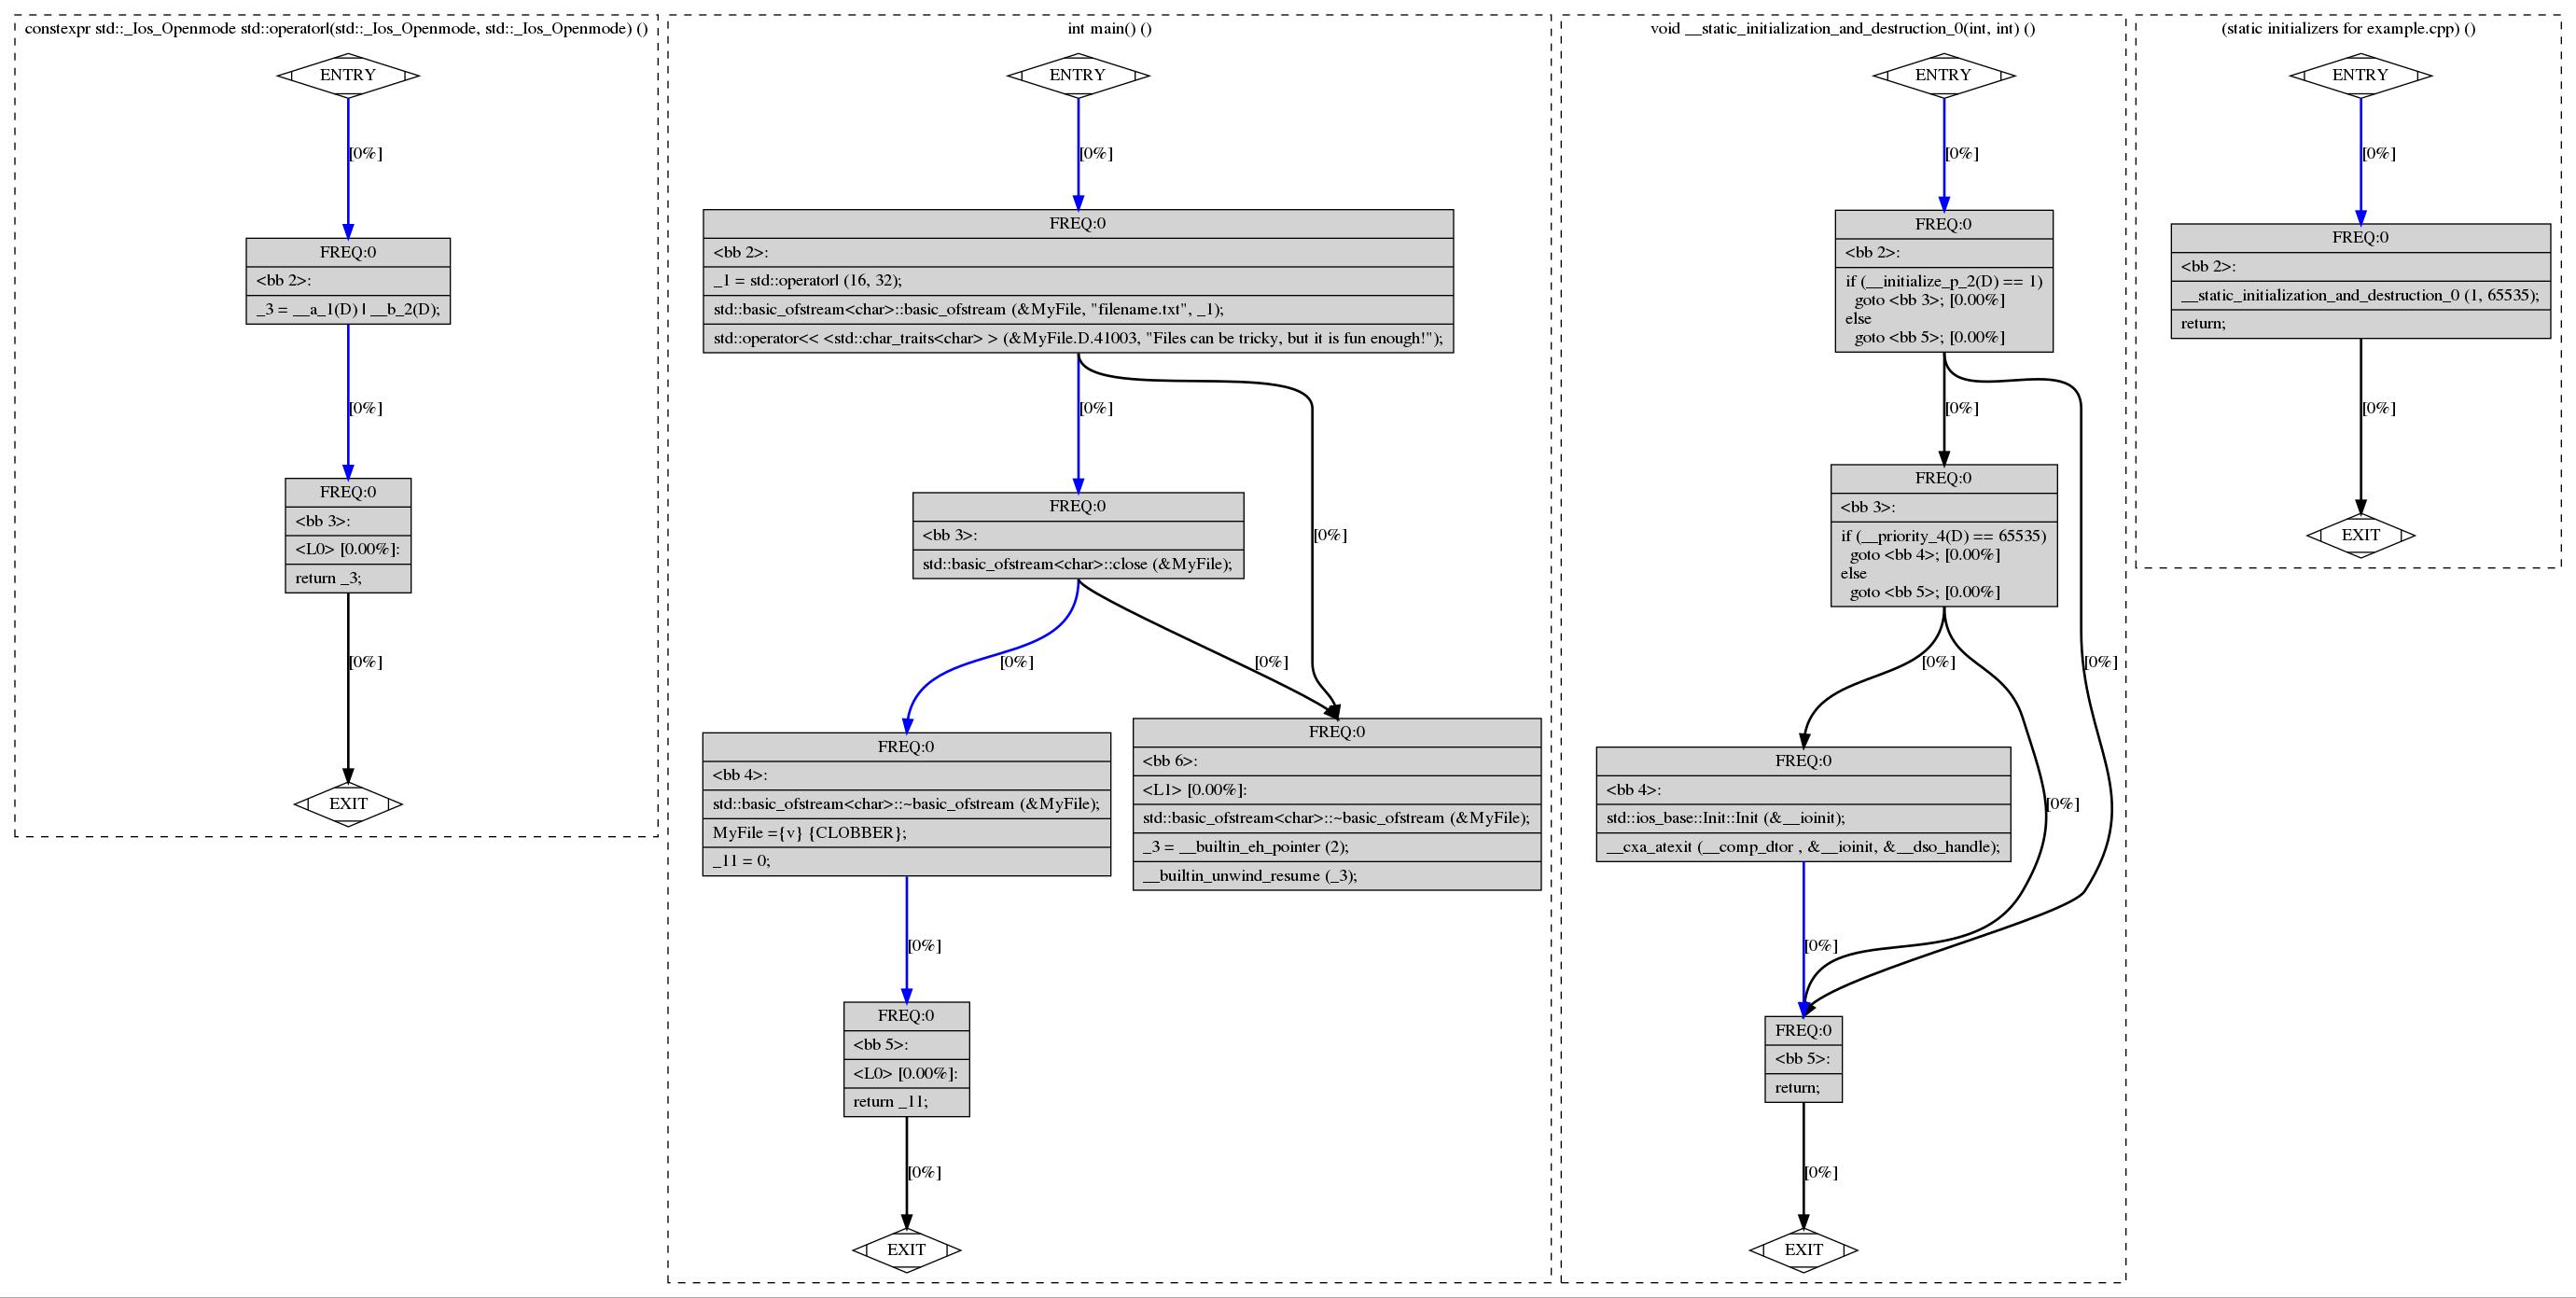 constexpr std::_Ios_Openmode std::operator|(std::_Ios_Openmode, std::_Ios_Openmode) ()
ENTRY
[0%]
FREQ:0
<bb 2>:
_3 = __a_1(D) | __b_2(D);
[0%]
FREQ:0
<bb 3>:
<L0> [0.00%]:
return _3;
[0%]
EXIT
int main() ()
ENTRY
[0%]
FREQ:0
<bb 2>:
_1 = std::operator| (16, 32);
std::basic_ofstream<char>::basic_ofstream (&MyFile, "filename.txt", _1);
std::operator<< <std::char_traits<char> > (&MyFile.D.41003, "Files can be tricky, but it is fun enough!");
[0%]
[0%]
FREQ:0
<bb 3>:
std::basic_ofstream<char>::close (&MyFile);
[0%]
[0%]
FREQ:0
<bb 4>:
std::basic_ofstream<char>::~basic_ofstream (&MyFile);
MyFile ={v} {CLOBBER};
_11 = 0;
FREQ:0
<bb 6>:
<L1> [0.00%]:
std::basic_ofstream<char>::~basic_ofstream (&MyFile);
_3 = __builtin_eh_pointer (2);
__builtin_unwind_resume (_3);
[0%]
FREQ:0
<bb 5>:
<L0> [0.00%]:
return _11;
[0%]
EXIT
void __static_initialization_and_destruction_0(int, int) ()
ENTRY
[0%]
FREQ:0
<bb 2>:
if (__initialize_p_2(D) == 1)
goto <bb 3>; [0.00%]
else
goto <bb 5>; [0.00%]
[0%]
[0%]
FREQ:0
<bb 3>:
if (__priority_4(D) == 65535)
goto <bb 4>; [0.00%]
else
goto <bb 5>; [0.00%]
[0%]
[0%]
FREQ:0
<bb 4>:
std::ios_base::Init::Init (&__ioinit);
__cxa_atexit (__comp_dtor , &__ioinit, &__dso_handle);
[0%]
FREQ:0
<bb 5>:
return;
[0%]
EXIT
(static initializers for example.cpp) ()
ENTRY
[0%]
FREQ:0
<bb 2>:
__static_initialization_and_destruction_0 (1, 65535);
return;
[0%]
EXIT